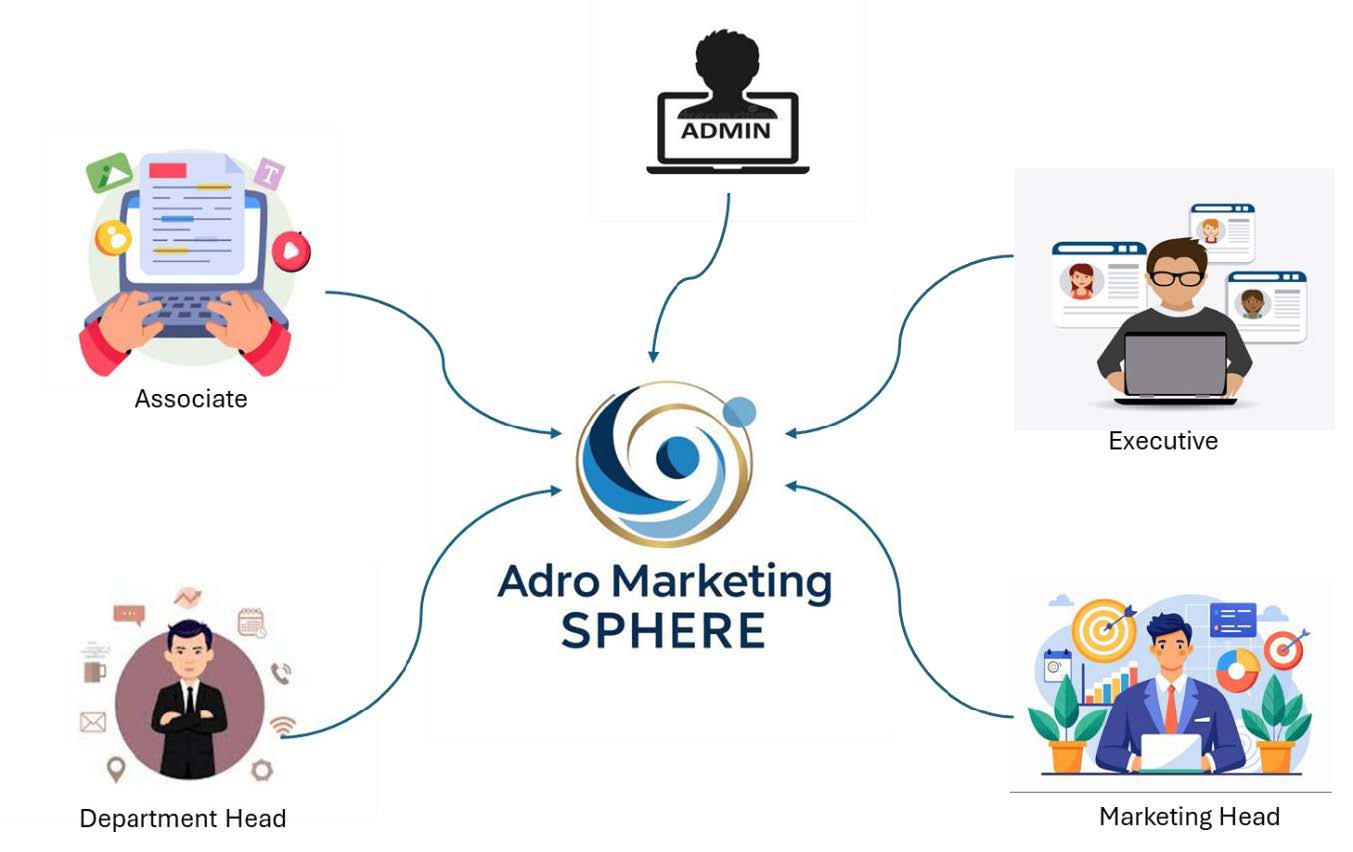 ADMIN
T
Associate
Executive
Adro Marketing
SPHERE
Department Head
Marketing Head